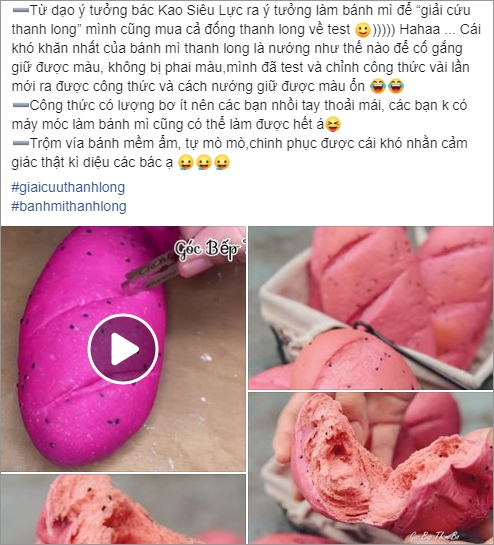 ➖Từ dạo ý tưởng bác Kao Siêu Lực ra ý tưởng làm bánh mì để “giải cứu
thanh long” mình cũng mua cả đống thanh long về test 🙂))))) Hahaa ... Cái
khó khăn nhất của bánh mì thanh long là nướng như thế nào để cố gắng
giữ được màu, không bị phai màu,mình đã test và chỉnh công thức vài lần
mới ra được công thức và cách nướng giữ được màu ổn 😂😂
➖Công thức có lượng bơ ít nên các bạn nhồi tay thoải mái, các bạn k có
máy móc làm bánh mì cũng có thể làm được hết á😆
➖Trộm vía bánh mềm ẩm, tự mò mò,chinh phục được cái khó nhằn cảm
giác thật kì diệu các bác ạ 😜😜😜
#giaicuuthanhlong
#banhmithanhlong
Góc Bếp